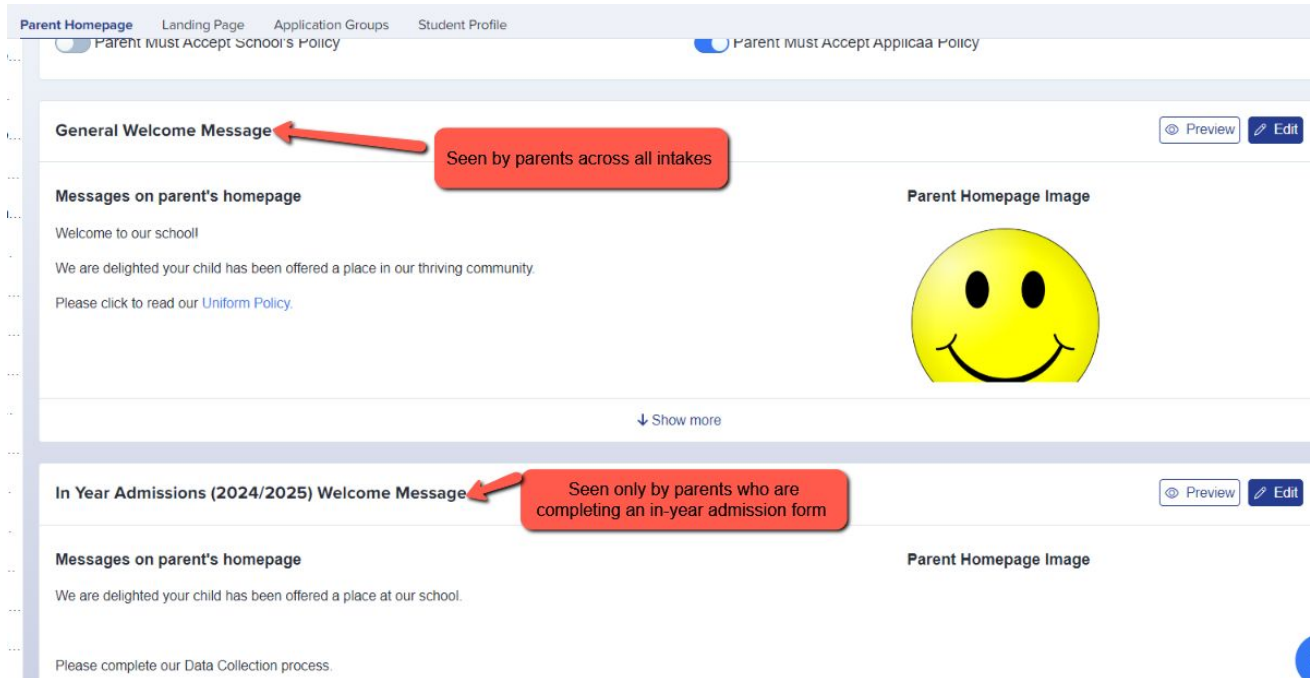 Parent Homepage Landing Page Application Groups Student Profile
Parent Must Accept School's Policy Parent Must Accept Applicaa Policy
General Welcome Message
Seen by parents across all intakes
Preview Edit
Messages on parent's homepage Parent Homepage Image
Welcome to our school!
We are delighted your child has been offered a place in our thriving community.
Please click to read our Uniform Policy.
Show more
In Year Admissions (2024/2025) Welcome Message
Seen only by parents who are
completing an in-year admission form
Preview Edit
Messages on parent's homepage Parent Homepage Image
We are delighted your child has been offered a place at our school.
Please complete our Data Collection process.